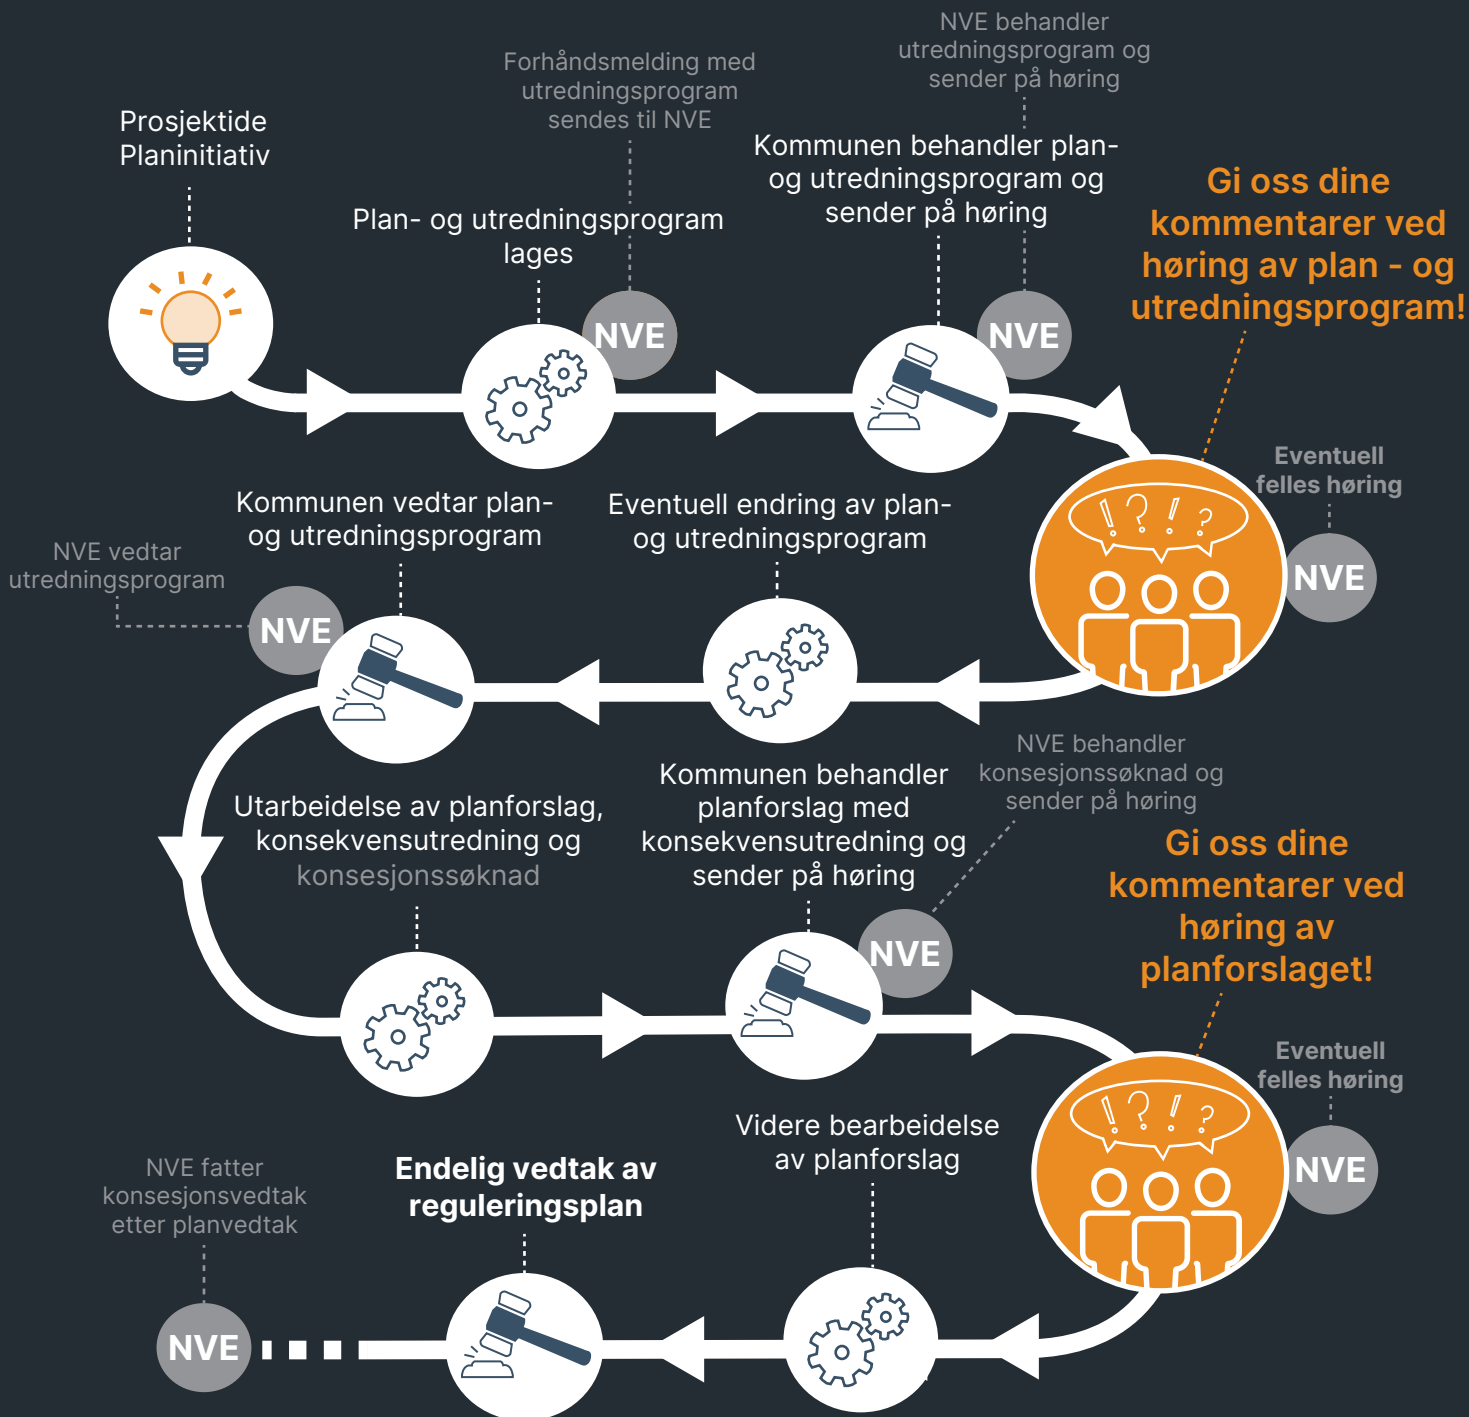 Prosjektide
Planinitiativ
Forhåndsmelding med
utredningsprogram
sendes til NVE
Plan- og utredningsprogram
lages
NVE
NVE behandler
utredningsprogram og
sender på høring
Kommunen behandler plan-
og utredningsprogram og
sender på høring
NVE
Gi oss dine
kommentarer ved
høring av plan - og
utredningsprogram!
Eventuell
felles høring
NVE
! ? ! ?
Eventuell endring av plan-
og utredningsprogram
Kommunen vedtar plan-
og utredningsprogram
NVE vedtar
utredningsprogram
NVE
Utarbeidelse av planforslag,
konsekvensutredning og
konsesjonssøknad
Kommunen behandler
planforslag med
konsekvensutredning og
sender på høring
NVE behandler
konsesjonssøknad og
sender på høring
NVE
Gi oss dine
kommentarer ved
høring av
planforslaget!
Eventuell
felles høring
NVE
! ? ! ?
Videre bearbeidelse
av planforslag
Endelig vedtak av
reguleringsplan
NVE fatter
konsesjonsvedtak
etter planvedtak
NVE